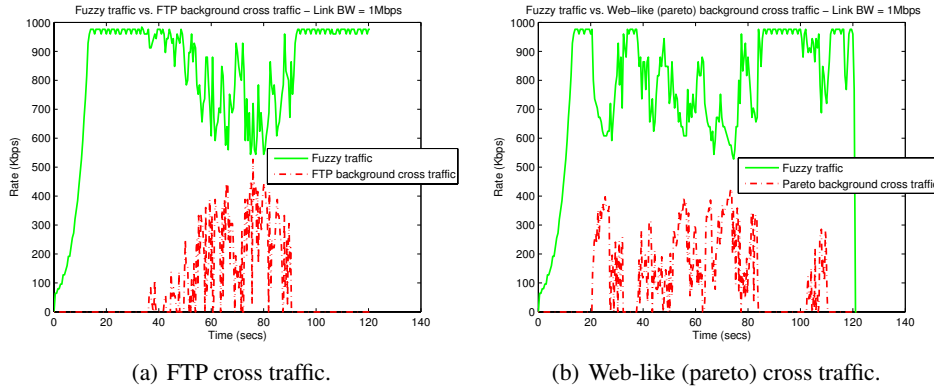 Fuzzy traffic vs. FTP background cross traffic – Link BW = 1Mbps
1000
900
800
700
600
500
400
300
200
100
0
Rate (Kbps)
Fuzzy traffic
FTP background cross traffic
0 20 40 60 80 100 120 140
Time (secs)
(a) FTP cross traffic.
Fuzzy traffic vs. Web–like (pareto) background cross traffic – Link BW = 1Mbps
1000
900
800
700
600
500
400
300
200
100
0
Rate (Kbps)
Fuzzy traffic
Pareto background cross traffic
0 20 40 60 80 100 120 140
Time (secs)
(b) Web-like (pareto) cross traffic.